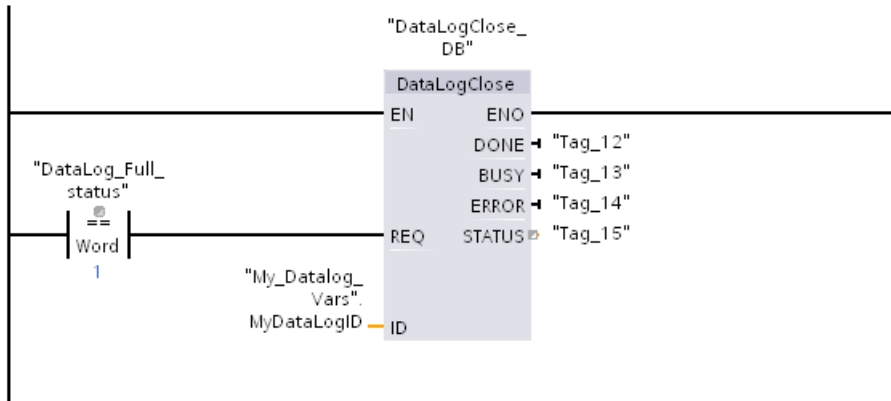 "DataLogClose_
DB"
DataLogClose
EN ENO
DONE "Tag_12"
BUSY "Tag_13"
ERROR "Tag_14"
"DataLog_Full_
status"
==
Word
1
REQ STATUS "Tag_15"
"My_Datalog_
Vars".
MyDataLogID ID